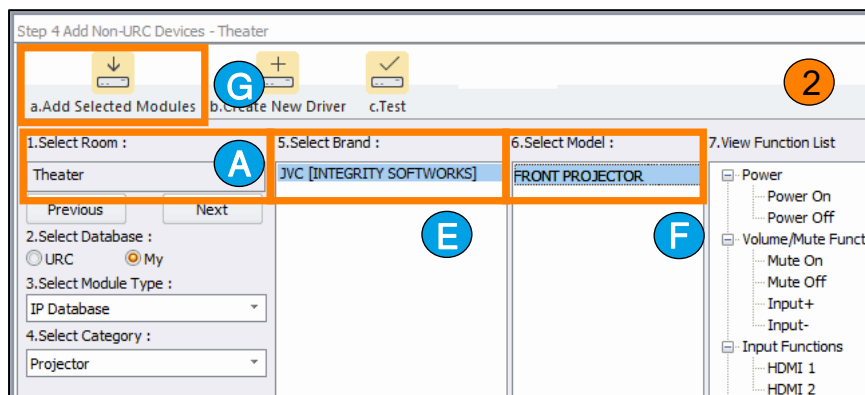 Step 4 Add Non-URC Devices - Theater
2
G
a.Add Selected Modules
b.Create New Driver
c.Test
1.Select Room :
Theater
A
Previous
Next
2.Select Database :
URC
My
3.Select Module Type :
IP Database
4.Select Category :
Projector
5.Select Brand :
JVC [INTEGRITY SOFTWORKS]
E
6.Select Model :
FRONT PROJECTOR
F
7.View Function List
Power
Power On
Power Off
Volume/Mute Funct
Mute On
Mute Off
Input+
Input-
Input Functions
HDMI 1
HDMI 2